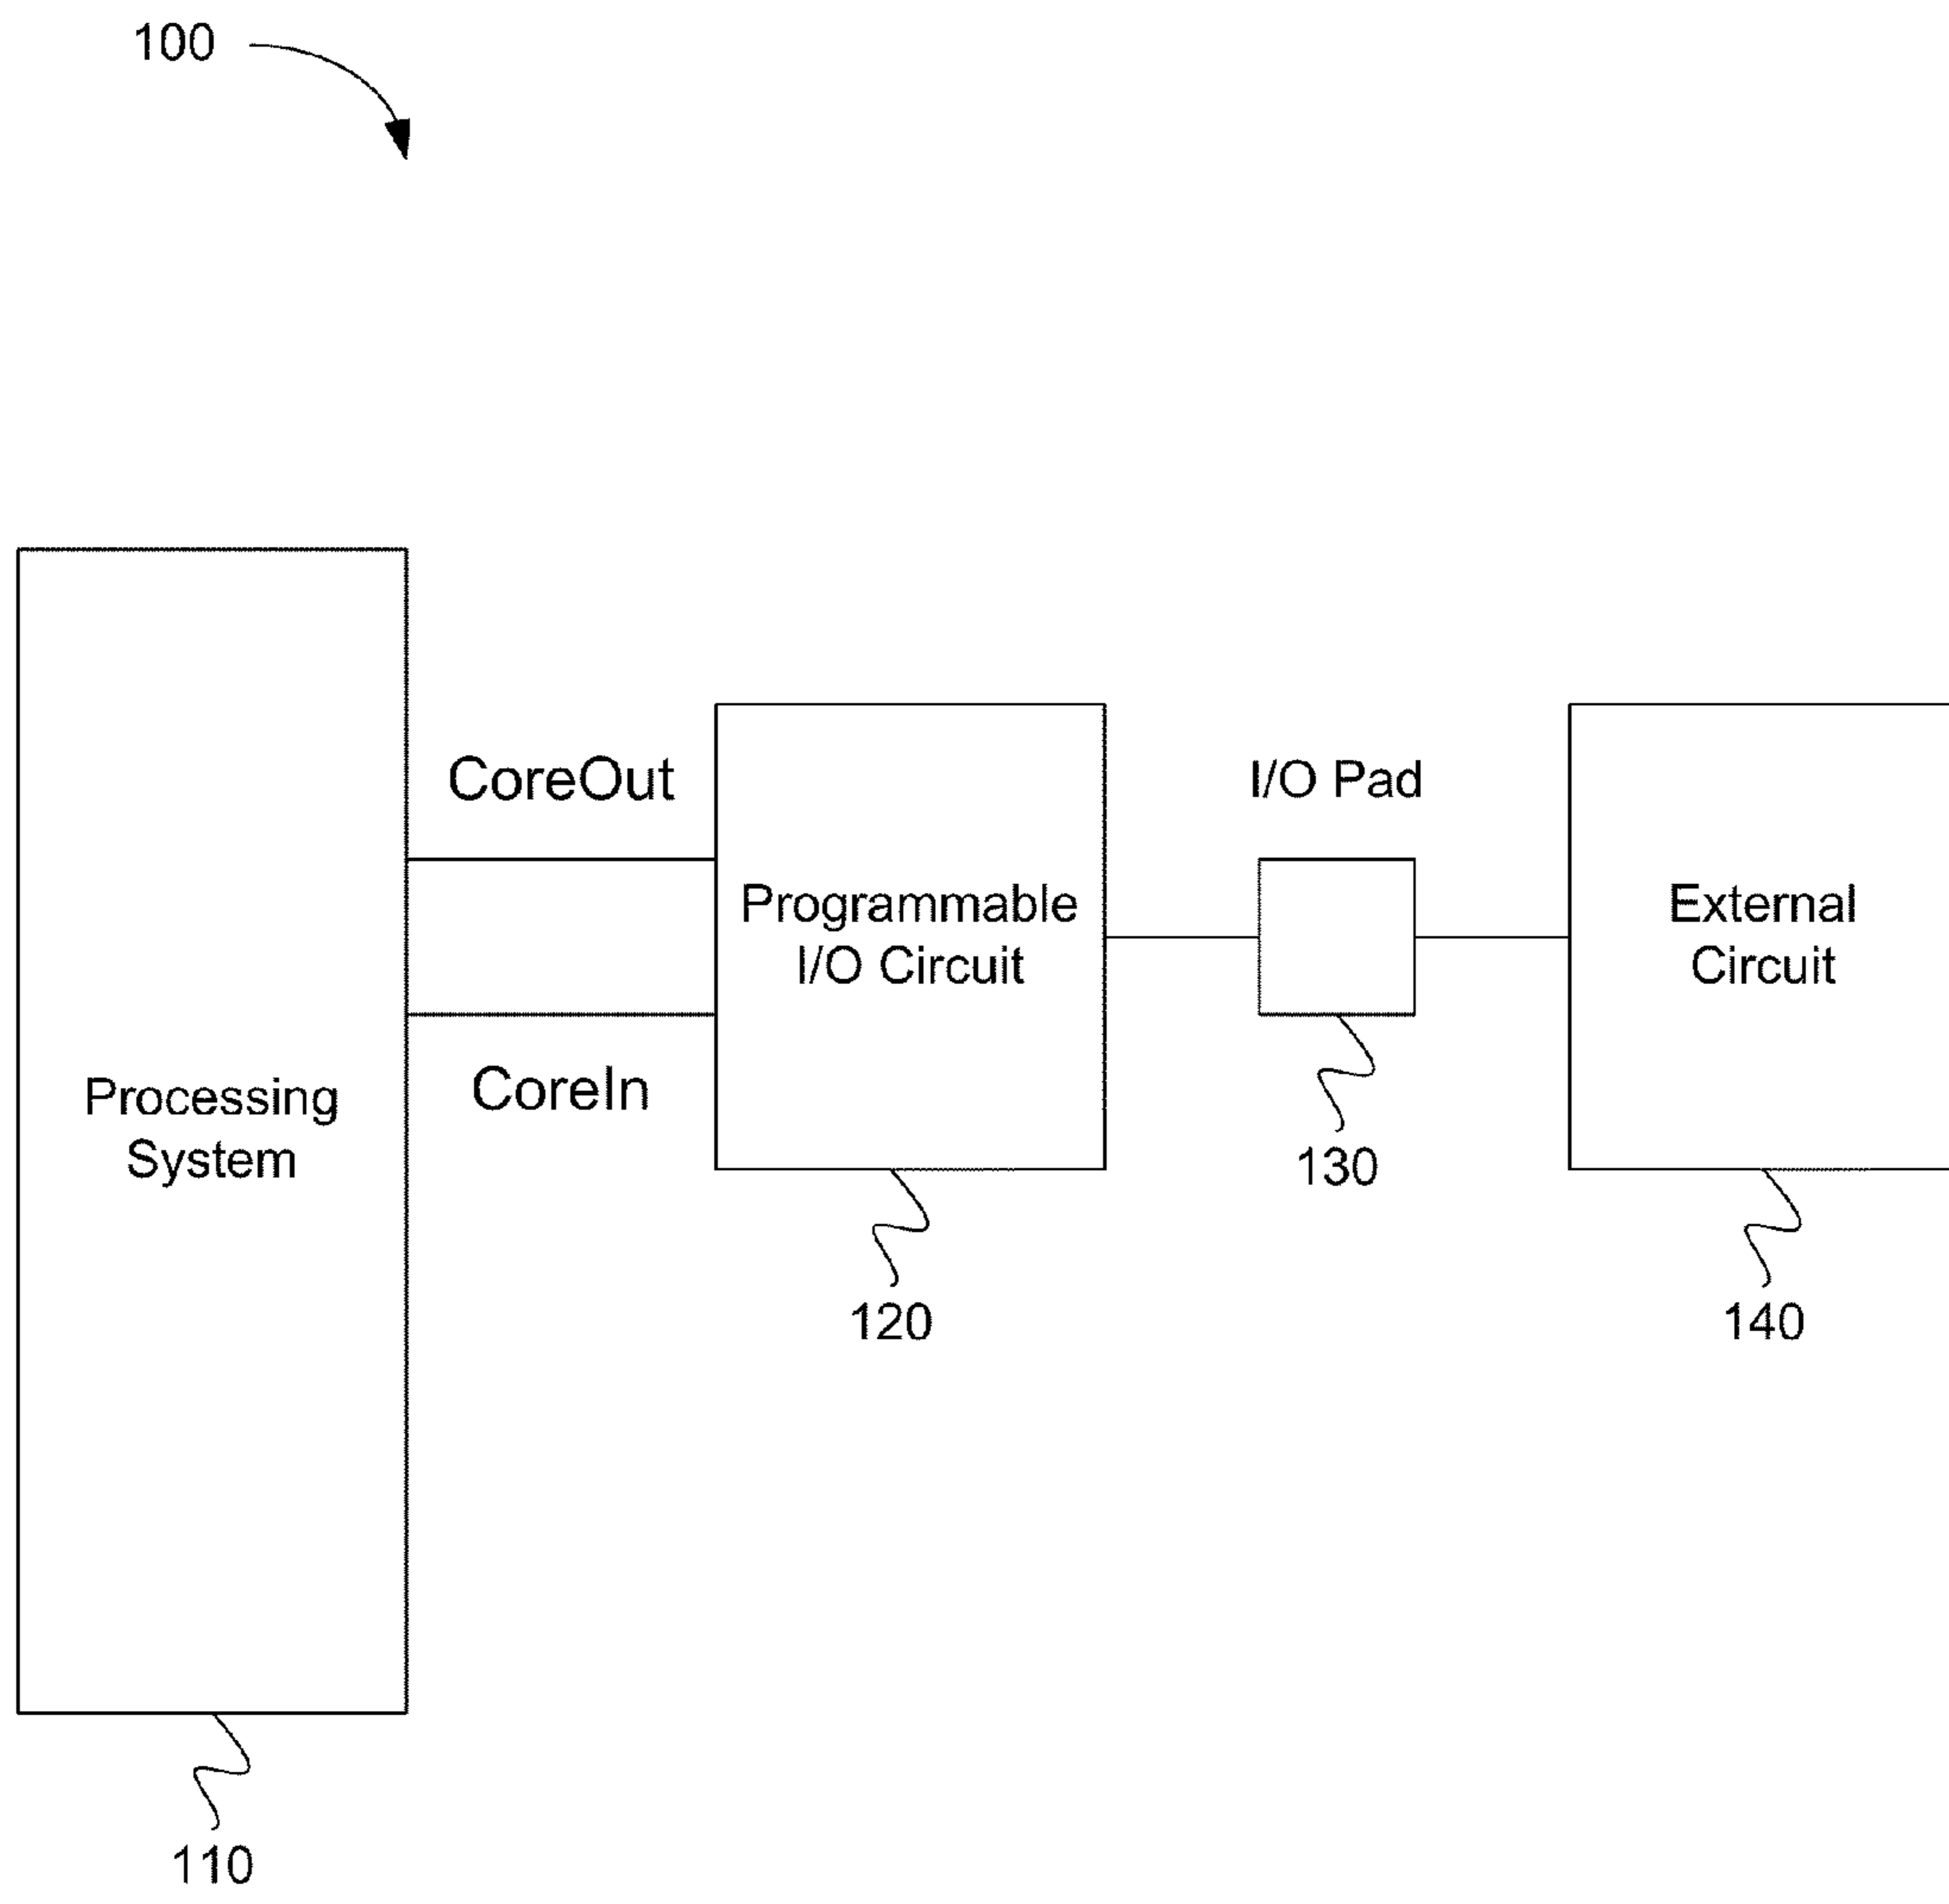 100
CoreOut
I/O Pad
Programmable
I/O Circuit
External
Circuit
Processing
System
CoreIn
130
120
140
110